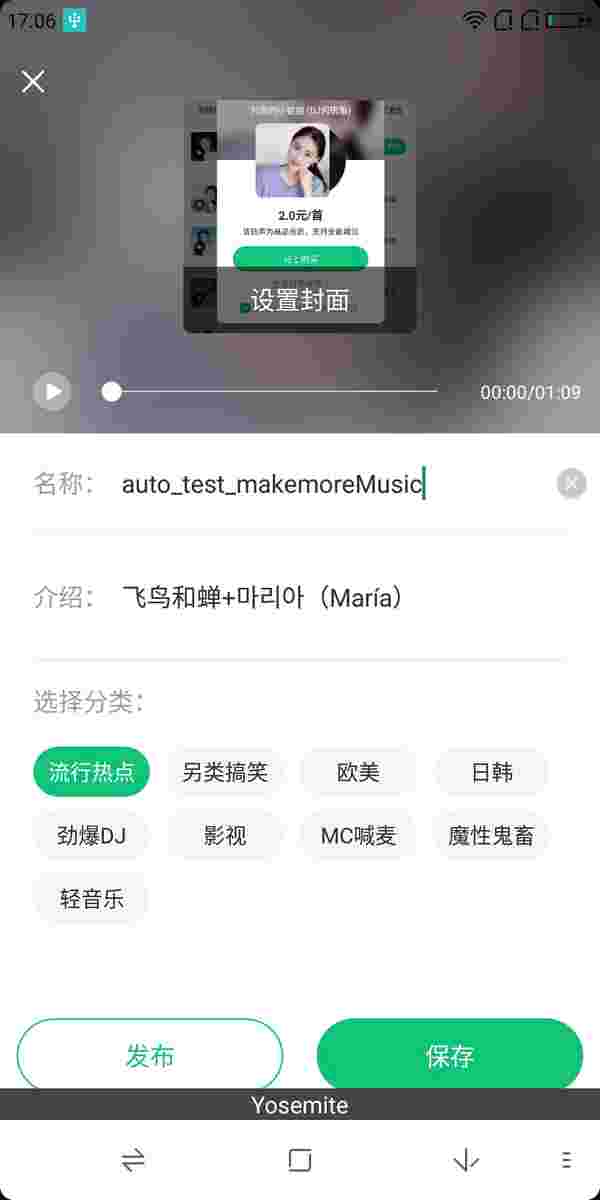 17:06
2.0元/首
设置封面
00:00/01:09
名称： auto_test_makemoreMusic
介绍： 飞鸟和蝉+마리아（María）
选择分类：
流行热点 另类搞笑 欧美 日韩
劲爆DJ 影视 MC喊麦 魔性鬼畜
轻音乐
发布 保存
Yosemite